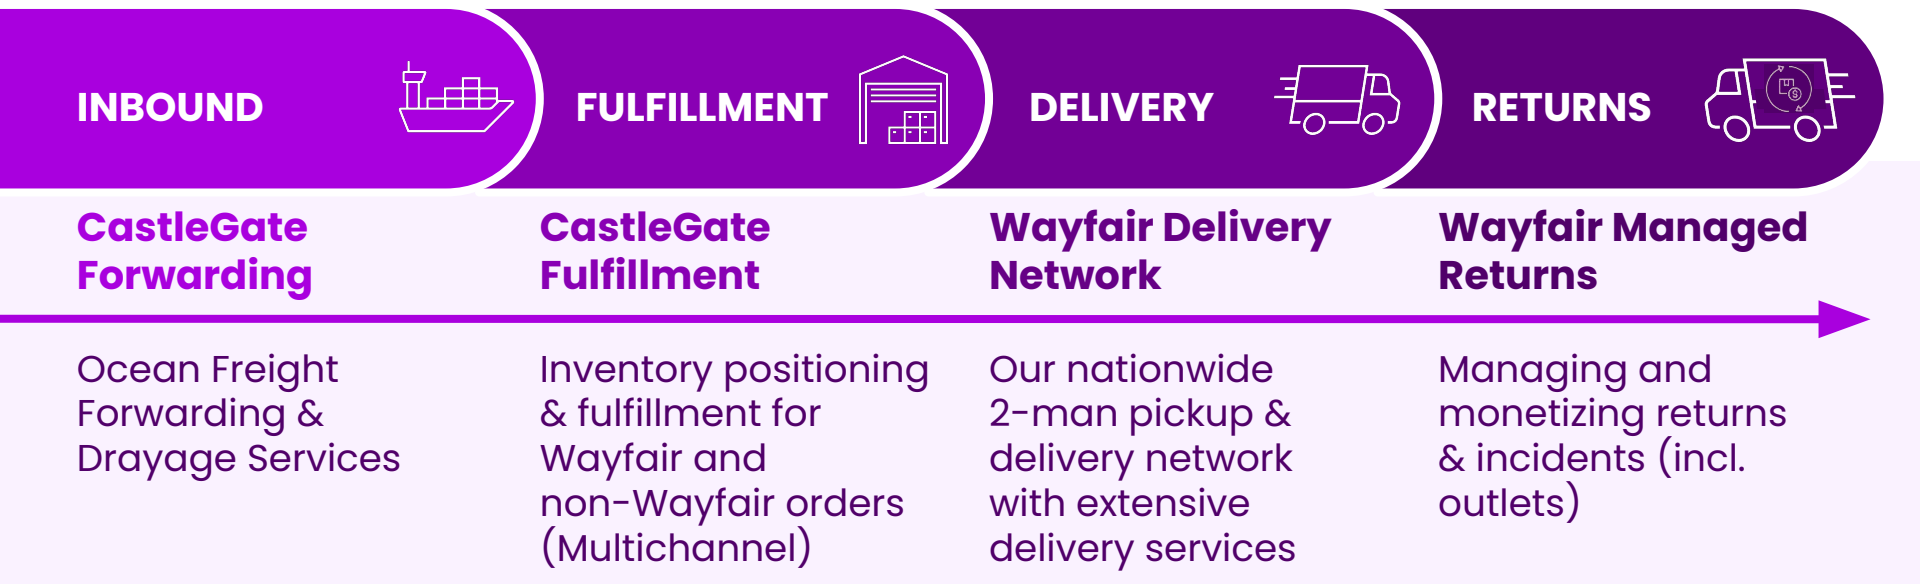 INBOUND
FULFILLMENT
DELIVERY
RETURNS
CastleGate
Forwarding
CastleGate
Fulfillment
Wayfair Delivery
Network
Wayfair Managed
Returns
Ocean Freight
Forwarding &
Drayage Services
Inventory positioning
& fulfillment for
Wayfair and
non-Wayfair orders
(Multichannel)
Our nationwide
2-man pickup &
delivery network
with extensive
delivery services
Managing and
monetizing returns
& incidents (incl.
outlets)